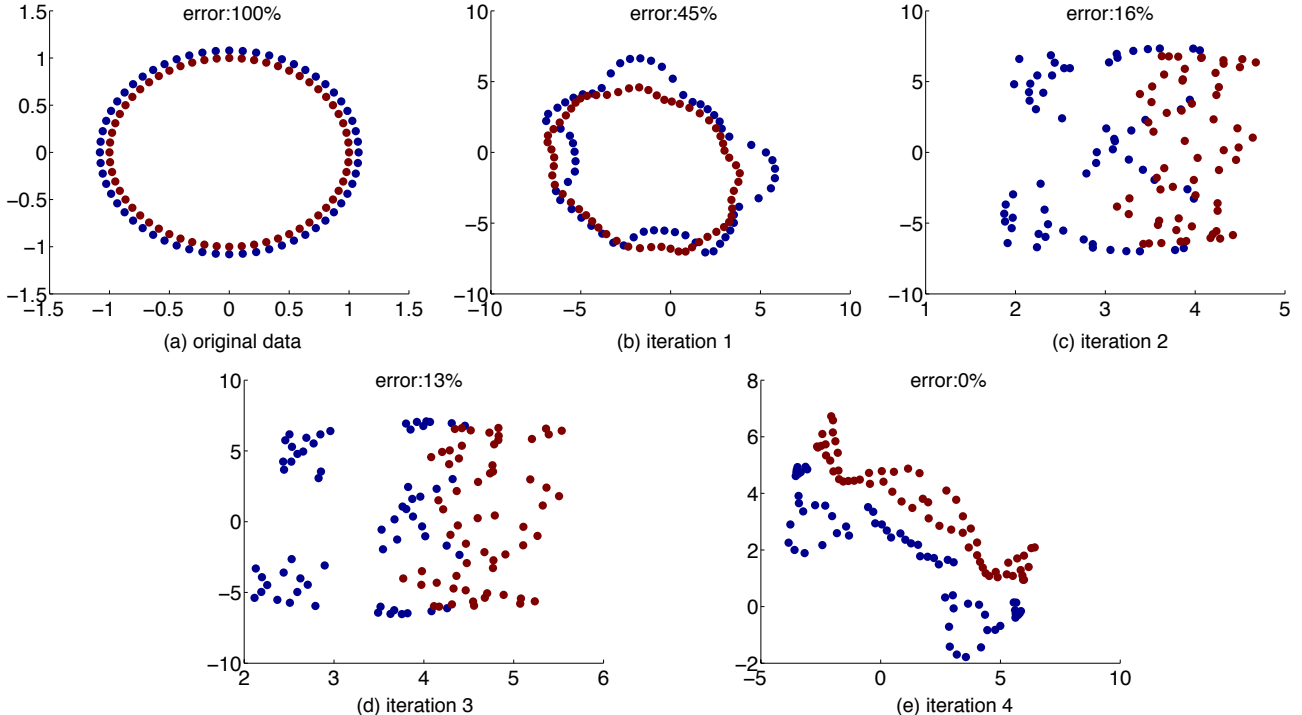 error:100%
1.5
1
0.5
0
−0.5
−1
−1.5
−1.5 −1 −0.5 0 0.5 1 1.5
(a) original data
error:45%
10
5
0
−5
−10
−10 −5 0 5 10
(b) iteration 1
error:16%
10
5
0
−5
−10
1 2 3 4 5
(c) iteration 2
error:13%
10
5
0
−5
−10
2 3 4 5 6
(d) iteration 3
error:0%
8
6
4
2
0
−2
−5 0 5 10
(e) iteration 4